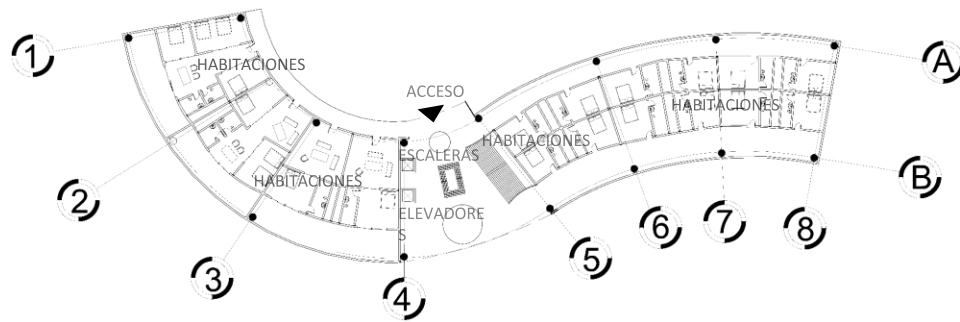 1
HABITACIONES
A
ACCESO
HABITACIONES
HABITACIONES
ESCALERAS
HABITACIONES
B
2
ELEVADORE
S
6
7
8
5
3
4